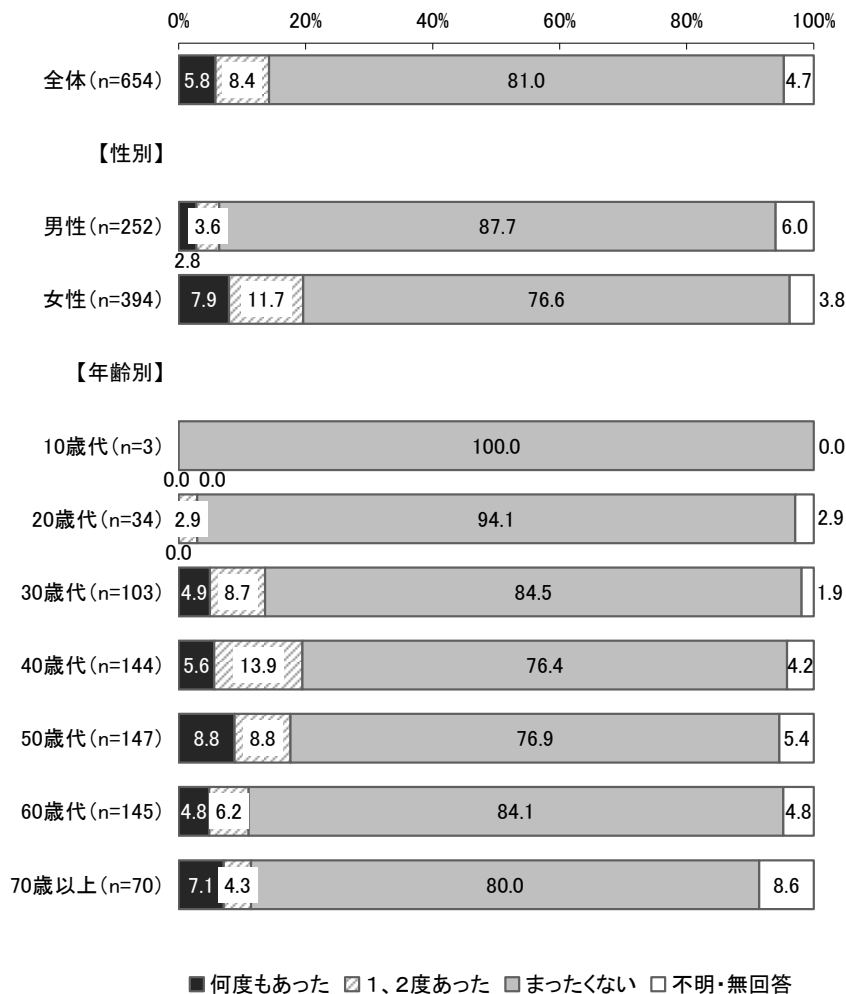 0% 20% 40% 60% 80% 100%
全体(n=654) 5.8 8.4 81.0 4.7
【性別】
男性(n=252) 3.6 87.7 6.0
2.8
女性(n=394) 7.9 11.7 76.6 3.8
【年齢別】
10歳代(n=3) 100.0 0.0
0.0 0.0
20歳代(n=34) 2.9 94.1 2.9
0.0
30歳代(n=103) 4.9 8.7 84.5 1.9
40歳代(n=144) 5.6 13.9 76.4 4.2
50歳代(n=147) 8.8 8.8 76.9 5.4
60歳代(n=145) 4.8 6.2 84.1 4.8
70歳以上(n=70) 7.1 4.3 80.0 8.6
何度もあった 1、2度あった まったくない 不明・無回答